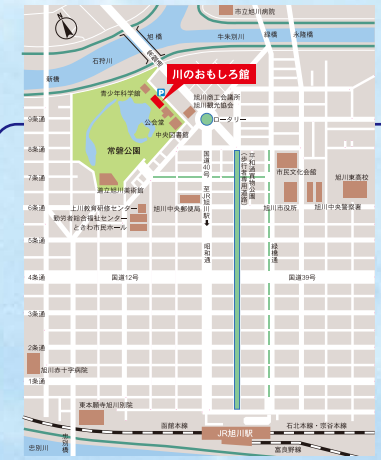 市立旭川病院
旭橋
牛朱別川
緑橋
永隆橋
石狩川
新橋
川のおもしろ館
P
青少年科学館
旭川商工会議所
旭川観光協会
ロータリー
公会堂
中央図書館
常磐公園
9条通
8条通
7条通
6条通
5条通
4条通
3条通
2条通
1条通
国道40号
至JR旭川駅
昭和通
平和通買物公園
(歩行者専用道路)
市民文化会館
旭川東高校
旭川市役所
旭川中央警察署
道立旭川美術館
上川教育研修センター
勤労者総合福祉センター
ときわ市民ホール
旭川中央郵便局
緑橋通
国道12号
国道39号
旭川赤十字病院
東本願寺旭川別院
函館本線
石北本線・宗谷本線
JR旭川駅
富良野線
忠別川
忠別橋